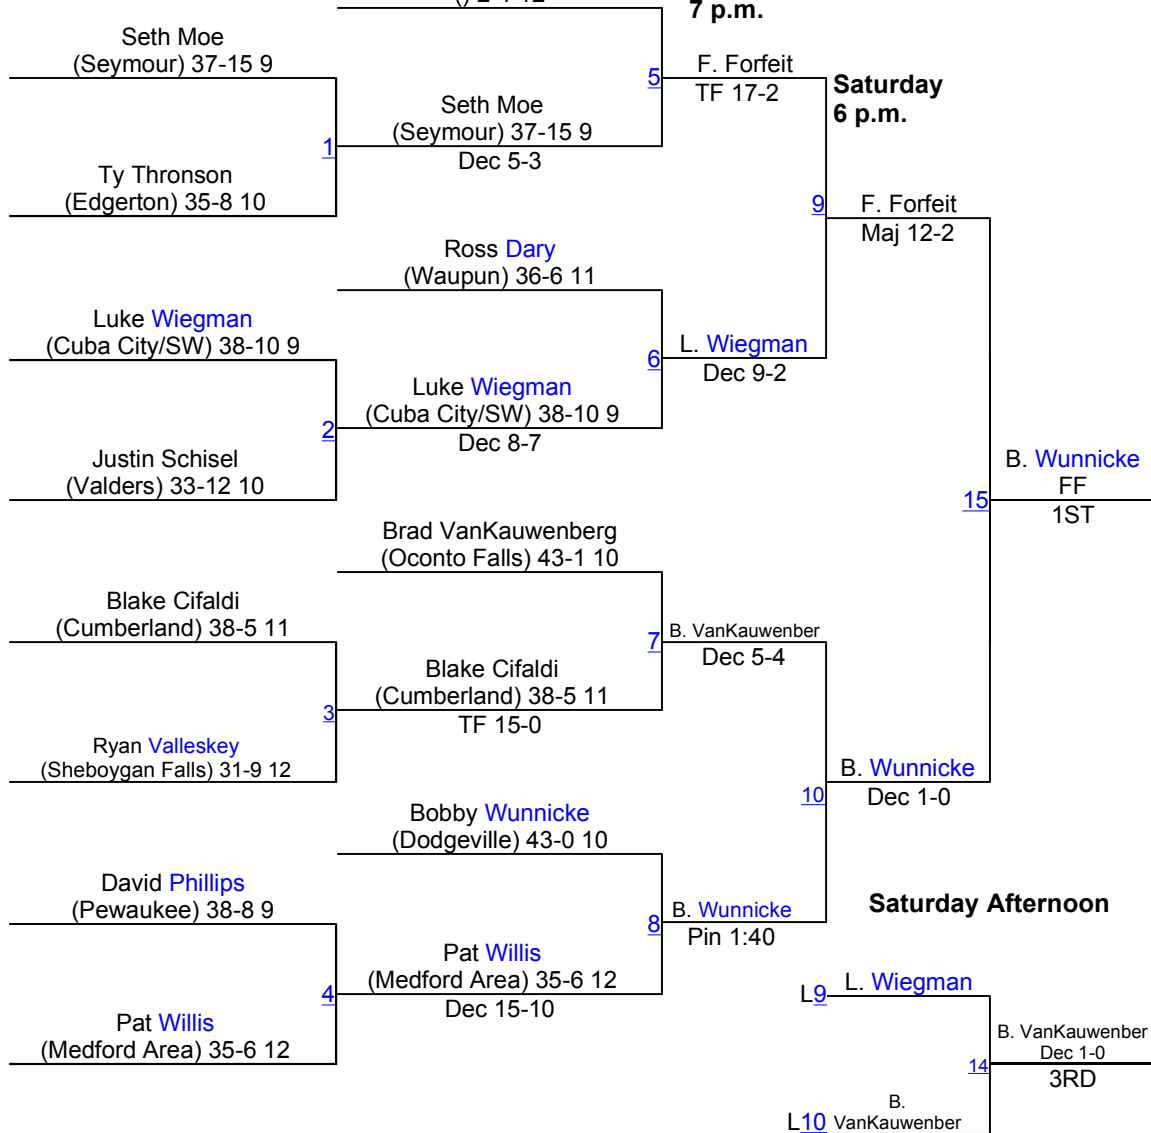 7 p.m.
Seth Moe
(Seymour) 37-15 9
1
Ty Thronson
(Edgerton) 35-8 10
Luke Wiegman
(Cuba City/SW) 38-10 9
2
Justin Schisel
(Valders) 33-12 10
Blake Cifaldi
(Cumberland) 38-5 11
3
Ryan Valleskey
(Sheboygan Falls) 31-9 12
David Phillips
(Pewaukee) 38-8 9
4
Pat Willis
(Medford Area) 35-6 12
Seth Moe
(Seymour) 37-15 9
Dec 5-3
5
Ross Dary
(Waupun) 36-6 11
6
Luke Wiegman
(Cuba City/SW) 38-10 9
Dec 8-7
Brad VanKauwenberg
(Oconto Falls) 43-1 10
7
Blake Cifaldi
(Cumberland) 38-5 11
TF 15-0
Bobby Wunnicke
(Dodgeville) 43-0 10
8
Pat Willis
(Medford Area) 35-6 12
Dec 15-10
F. Forfeit
TF 17-2
Saturday
6 p.m.
9
L. Wiegman
Dec 9-2
B. VanKauwenber
Dec 5-4
10
B. Wunnicke
Pin 1:40
F. Forfeit
Maj 12-2
15
B. Wunnicke
Dec 1-0
B. Wunnicke
FF
1ST
Saturday Afternoon
L9
L. Wiegman
14
L10
B.
VanKauwenber
B. VanKauwenber
Dec 1-0
3RD